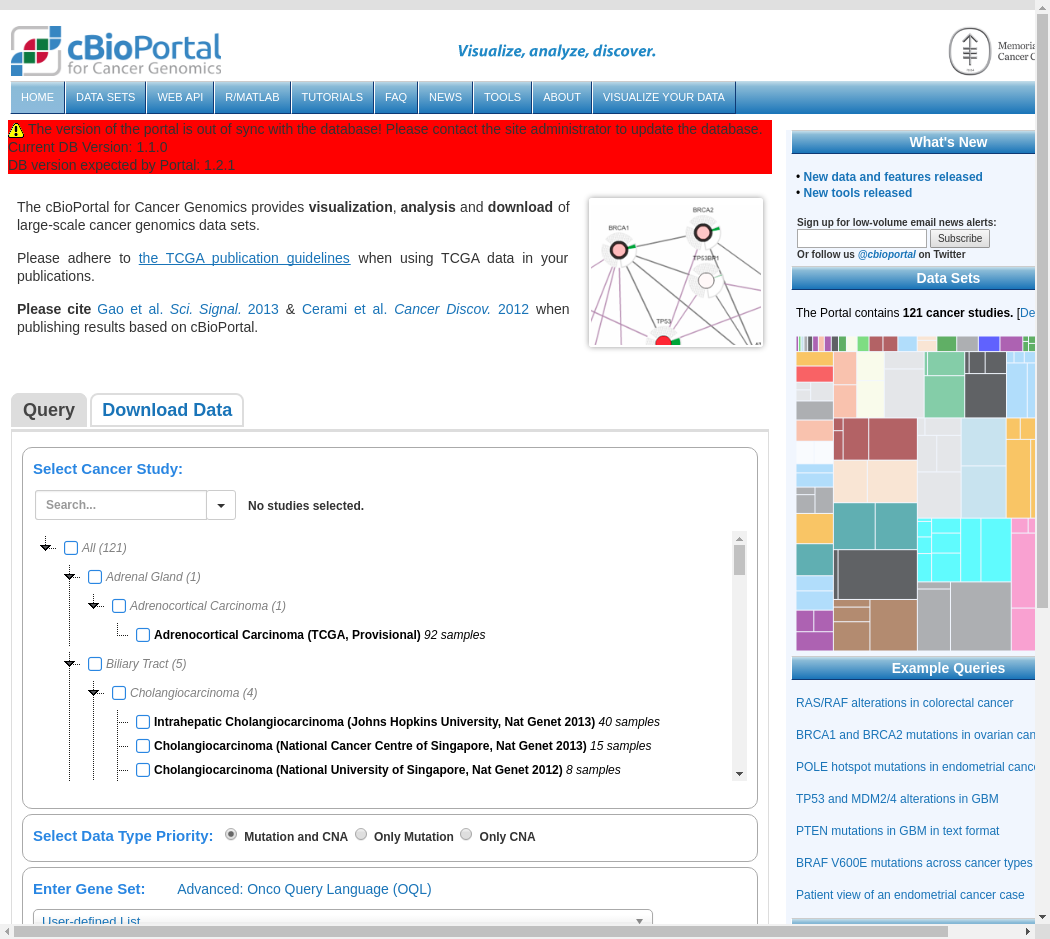 cBioPortal
for Cancer Genomics
Visualize, analyze, discover.
Cancer C
HOME DATA SETS WEB API R/MATLAB TUTORIALS FAQ NEWS TOOLS ABOUT VISUALIZE YOUR DATA
The version of the portal is out of sync with the database! Please contact the site administrator to update the database.
Current DB Version: 1.1.0
DB version expected by Portal: 1.2.1
The cBioPortal for Cancer Genomics provides visualization, analysis and download of
large-scale cancer genomics data sets.
Please adhere to the TCGA publication guidelines when using TCGA data in your
publications.
Please cite Gao et al. Sci. Signal. 2013 & Cerami et al. Cancer Discov. 2012 when
publishing results based on cBioPortal.
BRCA2
BRCA1
TP53BP1
TP53
Query Download Data
Select Cancer Study:
Search...
No studies selected.
All (121)
Adrenal Gland (1)
Adrenocortical Carcinoma (1)
Adrenocortical Carcinoma (TCGA, Provisional) 92 samples
Biliary Tract (5)
Cholangiocarcinoma (4)
Intrahepatic Cholangiocarcinoma (Johns Hopkins University, Nat Genet 2013) 40 samples
Cholangiocarcinoma (National Cancer Centre of Singapore, Nat Genet 2013) 15 samples
Cholangiocarcinoma (National University of Singapore, Nat Genet 2012) 8 samples
Select Data Type Priority: Mutation and CNA Only Mutation Only CNA
Enter Gene Set: Advanced: Onco Query Language (OQL)
User-defined List
What's New
• New data and features released
• New tools released
Sign up for low-volume email news alerts:
Subscribe
Or follow us @cbioportal on Twitter
Data Sets
The Portal contains 121 cancer studies. [De
Example Queries
RAS/RAF alterations in colorectal cancer
BRCA1 and BRCA2 mutations in ovarian can
POLE hotspot mutations in endometrial cance
TP53 and MDM2/4 alterations in GBM
PTEN mutations in GBM in text format
BRAF V600E mutations across cancer types
Patient view of an endometrial cancer case